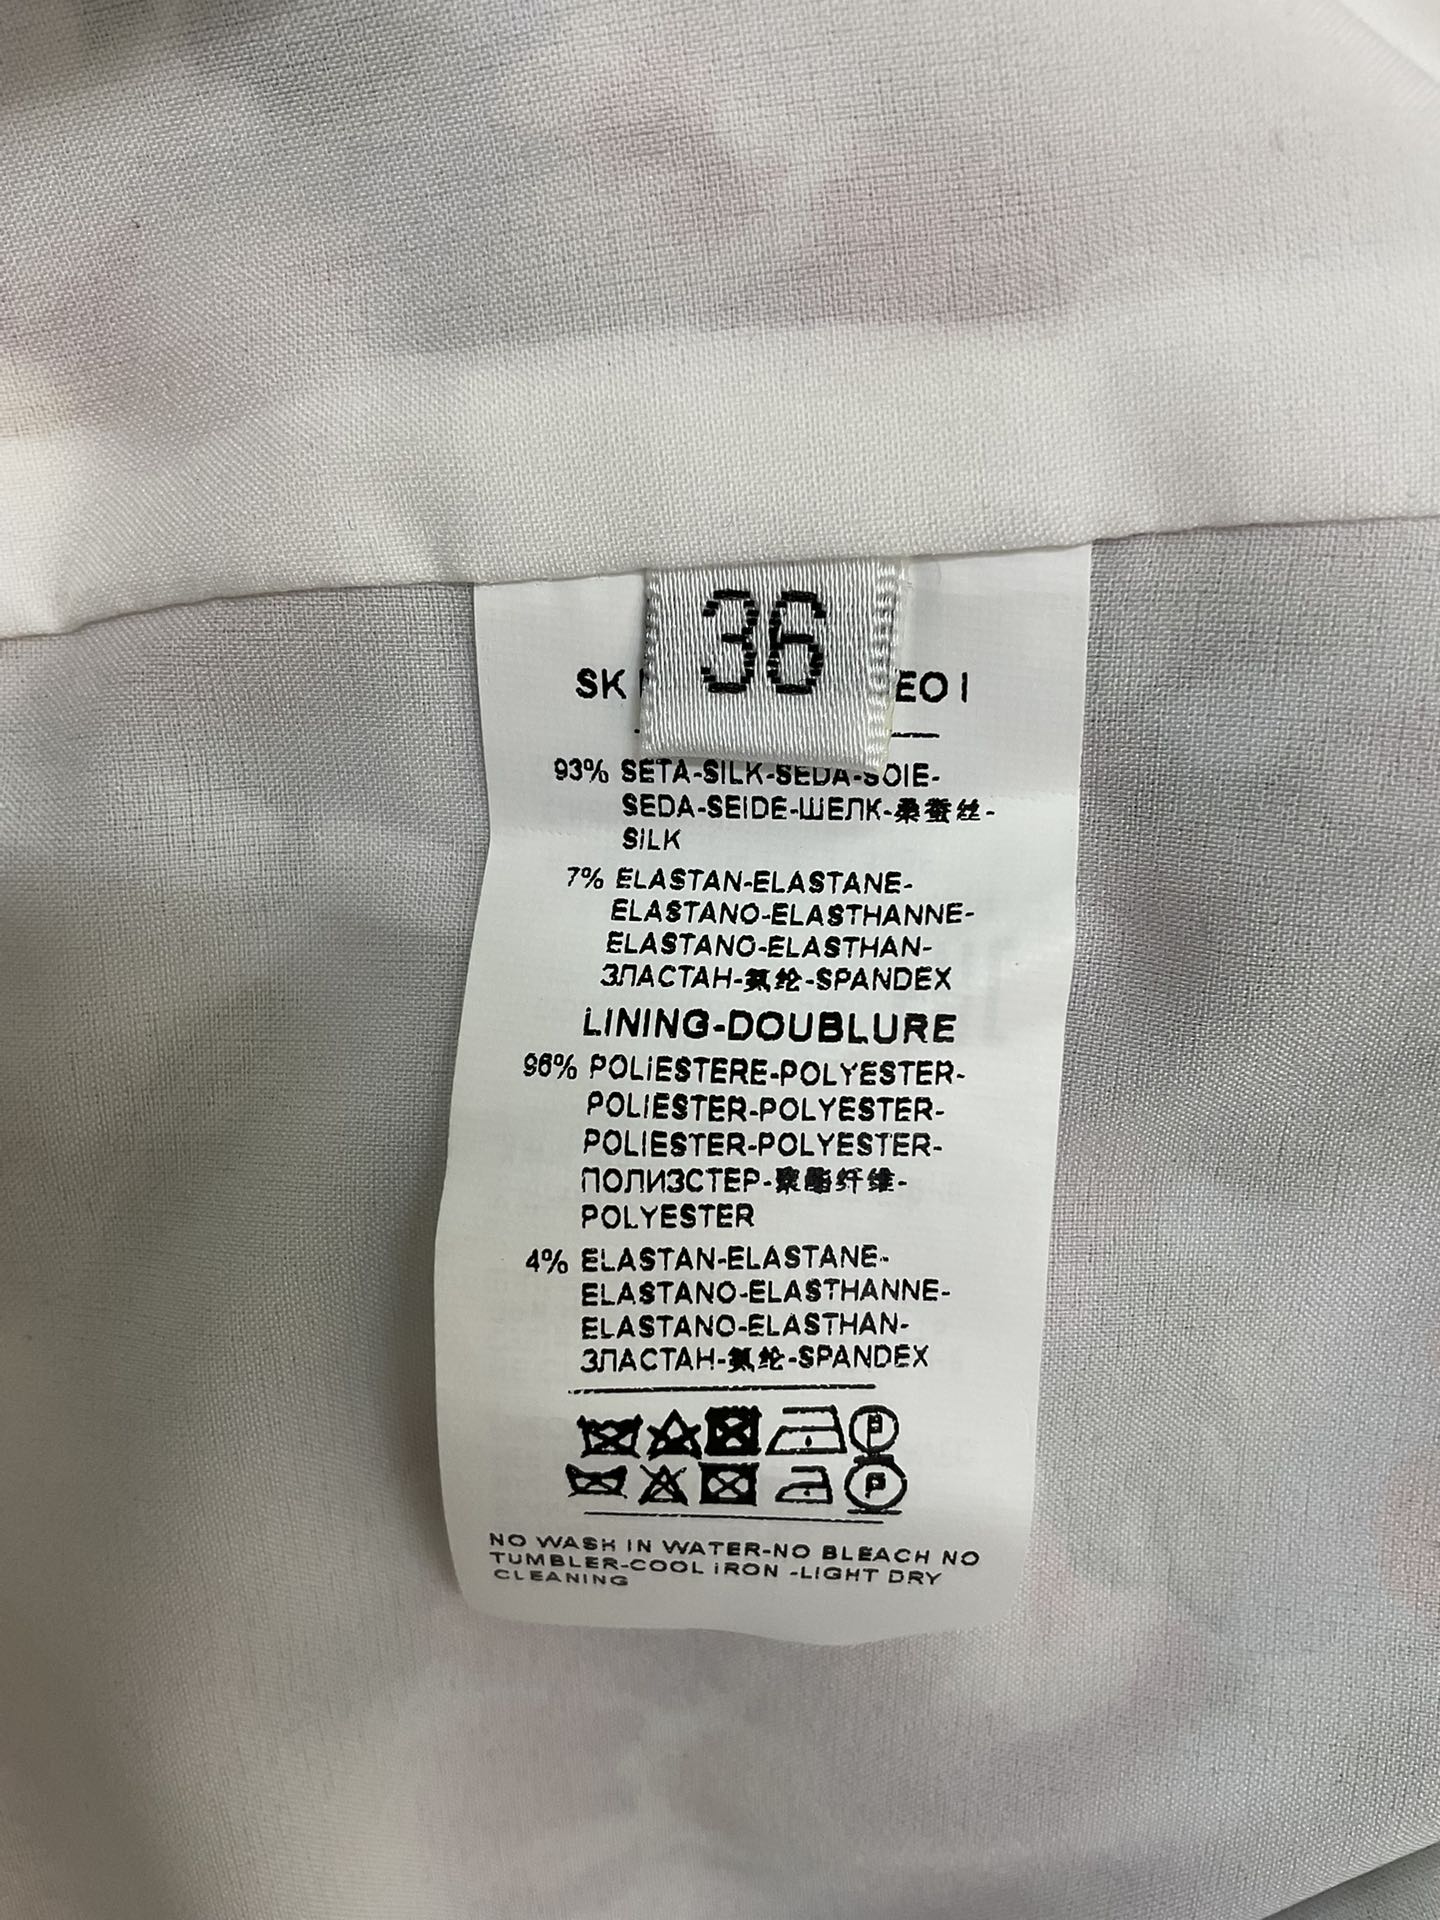 36
SK EO I
93% SETA-SILK-SEDA-SOIE-
SEDA-SEIDE-ШЕЛК-桑蚕丝-
SILK
7% ELASTAN-ELASTANE-
ELASTANO-ELASTHANNE-
ELASTANO-ELASTHAN-
ЗЛАСТАН-氨纶-SPANDEX
LINING-DOUBLURE
96% POLIESTERE-POLYESTER-
POLIESTER-POLYESTER-
POLIESTER-POLYESTER-
ПОЛИЗСТЕР-聚酯纤维-
POLYESTER
4% ELASTAN-ELASTANE-
ELASTANO-ELASTHANNE-
ELASTANO-ELASTHAN-
ЗЛАСТАН-氨纶-SPANDEX
P
P
NO WASH IN WATER-NO BLEACH NO
TUMBLER-COOL IRON -LIGHT DRY
CLEANING